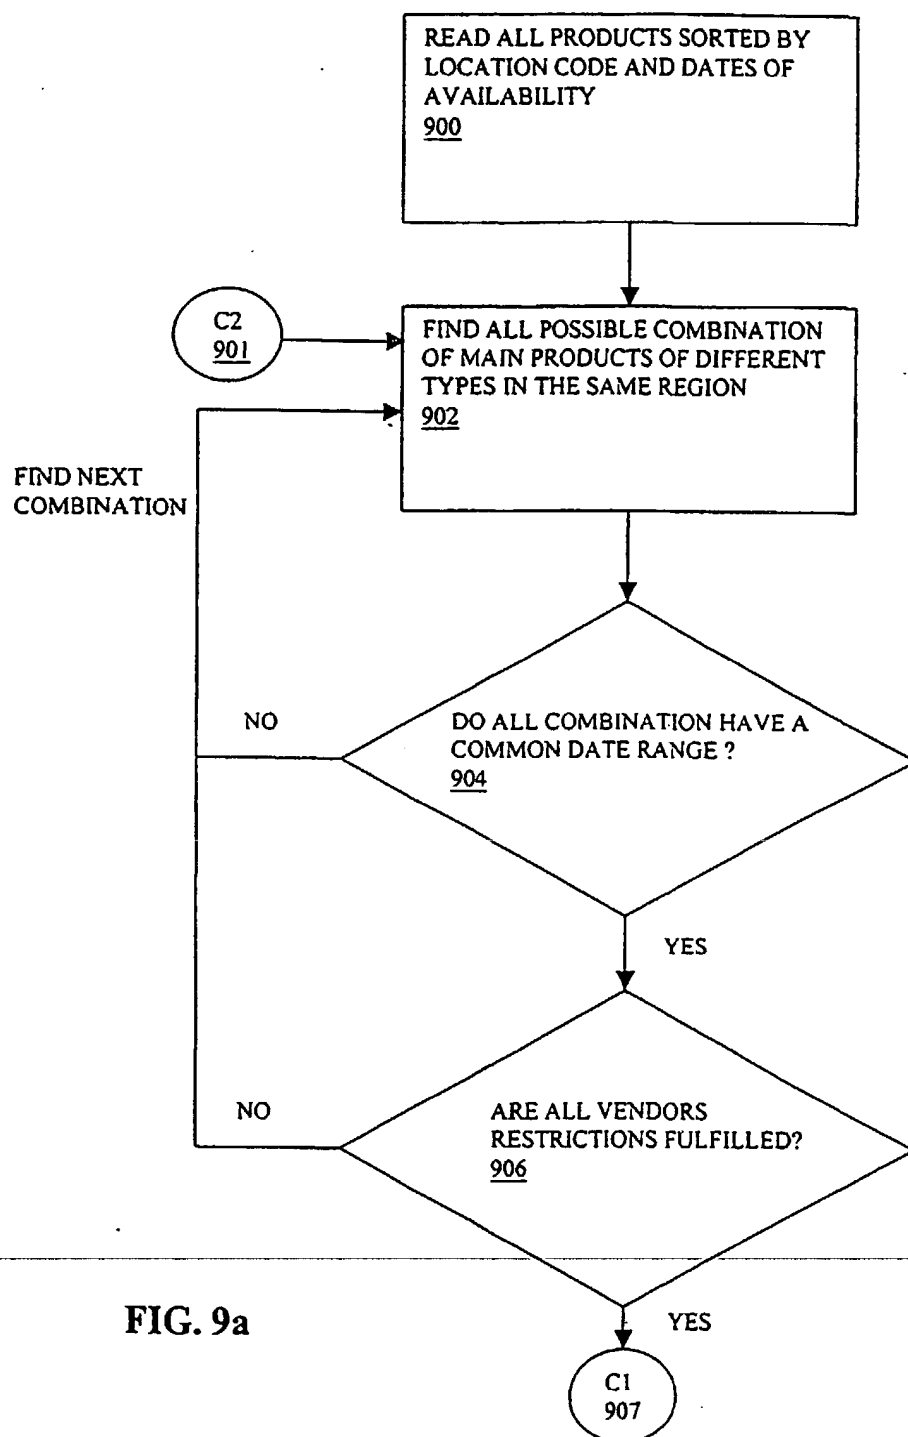 READ ALL PRODUCTS SORTED BY
LOCATION CODE AND DATES OF
AVAILABILITY
900
C2
901
FIND ALL POSSIBLE COMBINATION
OF MAIN PRODUCTS OF DIFFERENT
TYPES IN THE SAME REGION
902
FIND NEXT
COMBINATION
NO
DO ALL COMBINATION HAVE A
COMMON DATE RANGE ?
904
YES
NO
ARE ALL VENDORS
RESTRICTIONS FULFILLED?
906
FIG. 9a
YES
C1
907